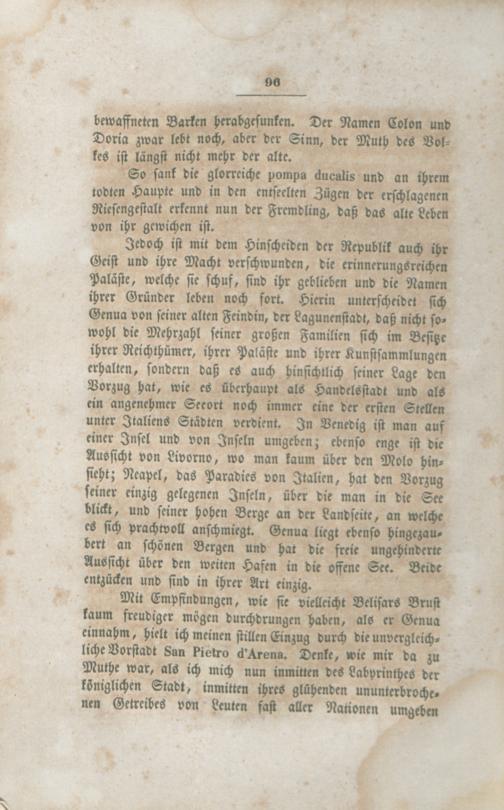 96
bewaffneten Barken herabgesunken. Der Namen Colon und
Doria zwar lebt noch, aber der Sinn, der Muth des Vol-
kes ist längst nicht mehr der alte.
So sank die glorreiche pompa ducalis und an ihrem
todten Haupte und in den entseelten Zügen der erschlagenen
Riesengestalt erkennt nun der Fremdling, daß das alte Leben
von ihr gewichen ist.
Jedoch ist mit dem Hinscheiden der Republik auch ihr
Geist und ihre Macht verschwunden, die erinnerungsreichen
Paläste, welche sie schuf, sind ihr geblieben und die Namen
ihrer Gründer leben noch fort. Hierin unterscheidet sich
Genua von seiner alten Feindin, der Lagunenstadt, daß nicht so-
wohl die Mehrzahl seiner großen Familien sich im Besitze
ihrer Reichthümer, ihrer Paläste und ihrer Kunstsammlungen
erhalten, sondern daß es auch hinsichtlich seiner Lage den
Vorzug hat, wie es überhaupt als Handelsstadt und als
ein angenehmer Seeort noch immer eine der ersten Stellen
unter Italiens Städten verdient. In Venedig ist man auf
einer Insel und von Inseln umgeben; ebenso enge ist die
Aussicht von Livorno, wo man kaum über den Molo hin-
sieht; Neapel, das Paradies von Italien, hat den Vorzug
seiner einzig gelegenen Inseln, über die man in die See
blickt, und seiner hohen Berge an der Landseite, an welche
es sich prachtvoll anschmiegt. Genua liegt ebenso hingezau-
bert an schönen Bergen und hat die freie ungehinderte
Aussicht über den weiten Hafen in die offene See. Beide
entzücken und sind in ihrer Art einzig.
Mit Empfindungen, wie sie vielleicht Belisars Brust
kaum freudiger mögen durchdrungen haben, als er Genua
einnahm, hielt ich meinen stillen Einzug durch die unvergleich-
liche Vorstadt San Pietro d'Arena. Denke, wie mir da zu
Muthe war, als ich mich nun inmitten des Labyrinthes der
königlichen Stadt, inmitten ihres glühenden ununterbroche-
nen Getreibes von Leuten fast aller Nationen umgeben